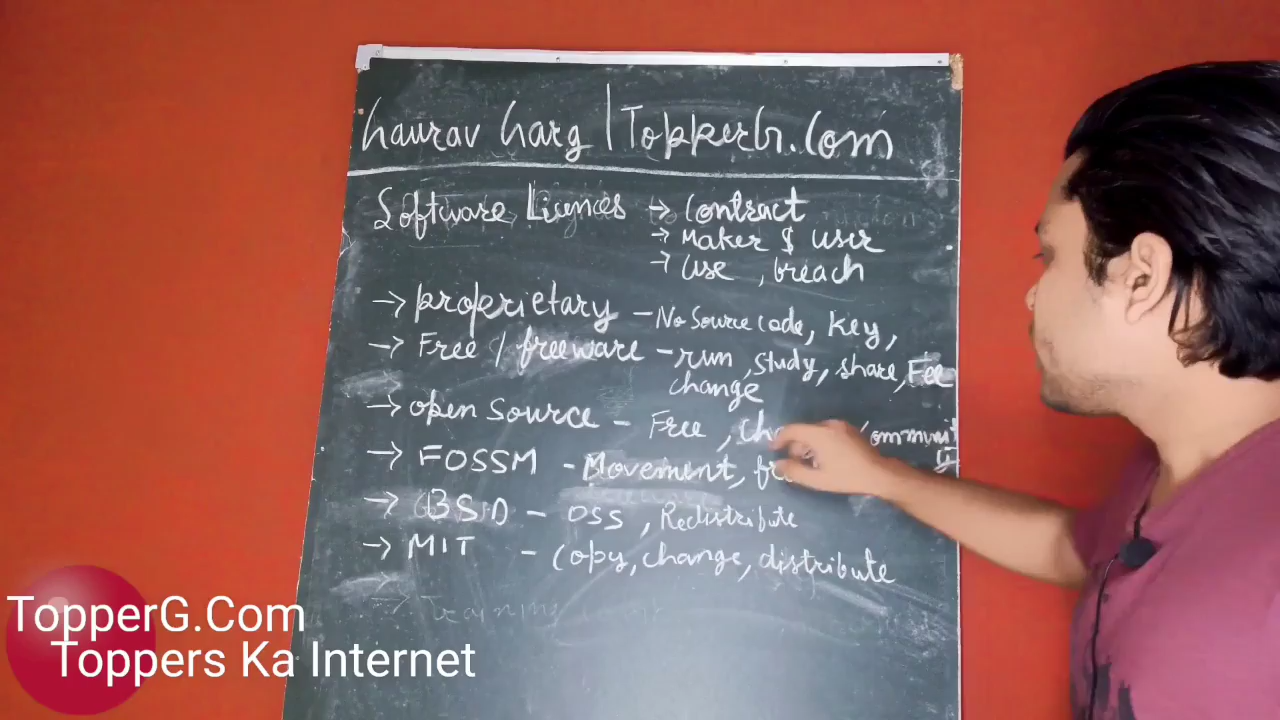 Gaurav Garg | TopperG.Com
Software Licences → Contract
→ Maker & user
→ Use, breach
→ proprietary - No Source code, Key,
→ Free / freeware - run, Study, share, Fee
change
→ open Source - Free,
→ FOSSM - Movement,
→ BSD - OSS, Redistribute
→ MIT - Copy, change, distribute
Training
TopperG.Com
Toppers Ka Internet